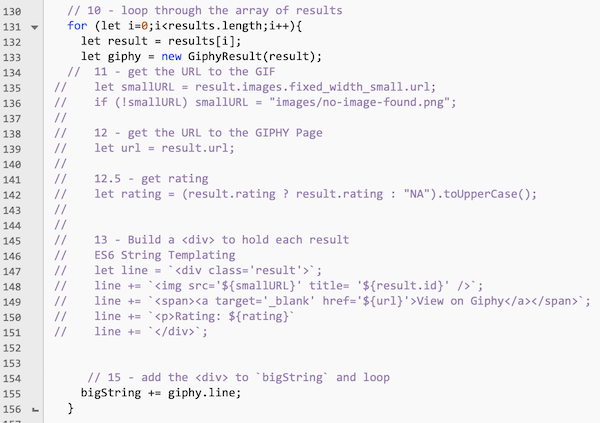 130 // 10 - loop through the array of results
131 for (let i=0;i<results.length;i++){
132 let result = results[i];
133 let giphy = new GiphyResult(result);
134 // 11 - get the URL to the GIF
135 // let smallURL = result.images.fixed_width_small.url;
136 // if (!smallURL) smallURL = "images/no-image-found.png";
137 //
138 // 12 - get the URL to the GIPHY Page
139 // let url = result.url;
140 //
141 // 12.5 - get rating
142 // let rating = (result.rating ? result.rating : "NA").toUpperCase();
143 //
144 //
145 // 13 - Build a <div> to hold each result
146 // ES6 String Templating
147 // let line = `<div class='result'>`;
148 // line += `<img src='${smallURL}' title= '${result.id}' />`;
149 // line += `<span><a target='_blank' href='${url}'>View on Giphy</a></span>`;
150 // line += `<p>Rating: ${rating}`
151 // line += `</div>`;
152
153
154 // 15 - add the <div> to `bigString` and loop
155 bigString += giphy.line;
156 }